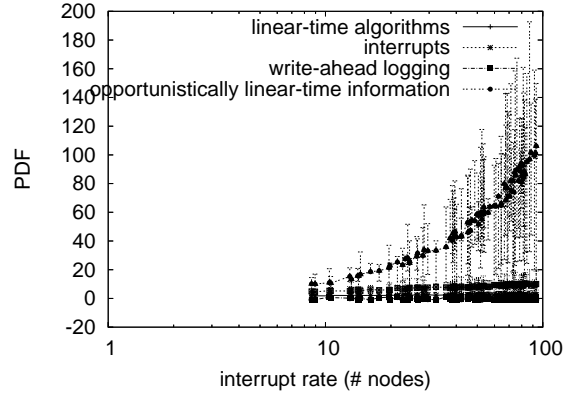 200
180
160
140
120
100
80
60
40
20
0
-20
PDF
linear-time algorithms
interrupts
write-ahead logging
opportunistically linear-time information
1 10 100
interrupt rate (# nodes)